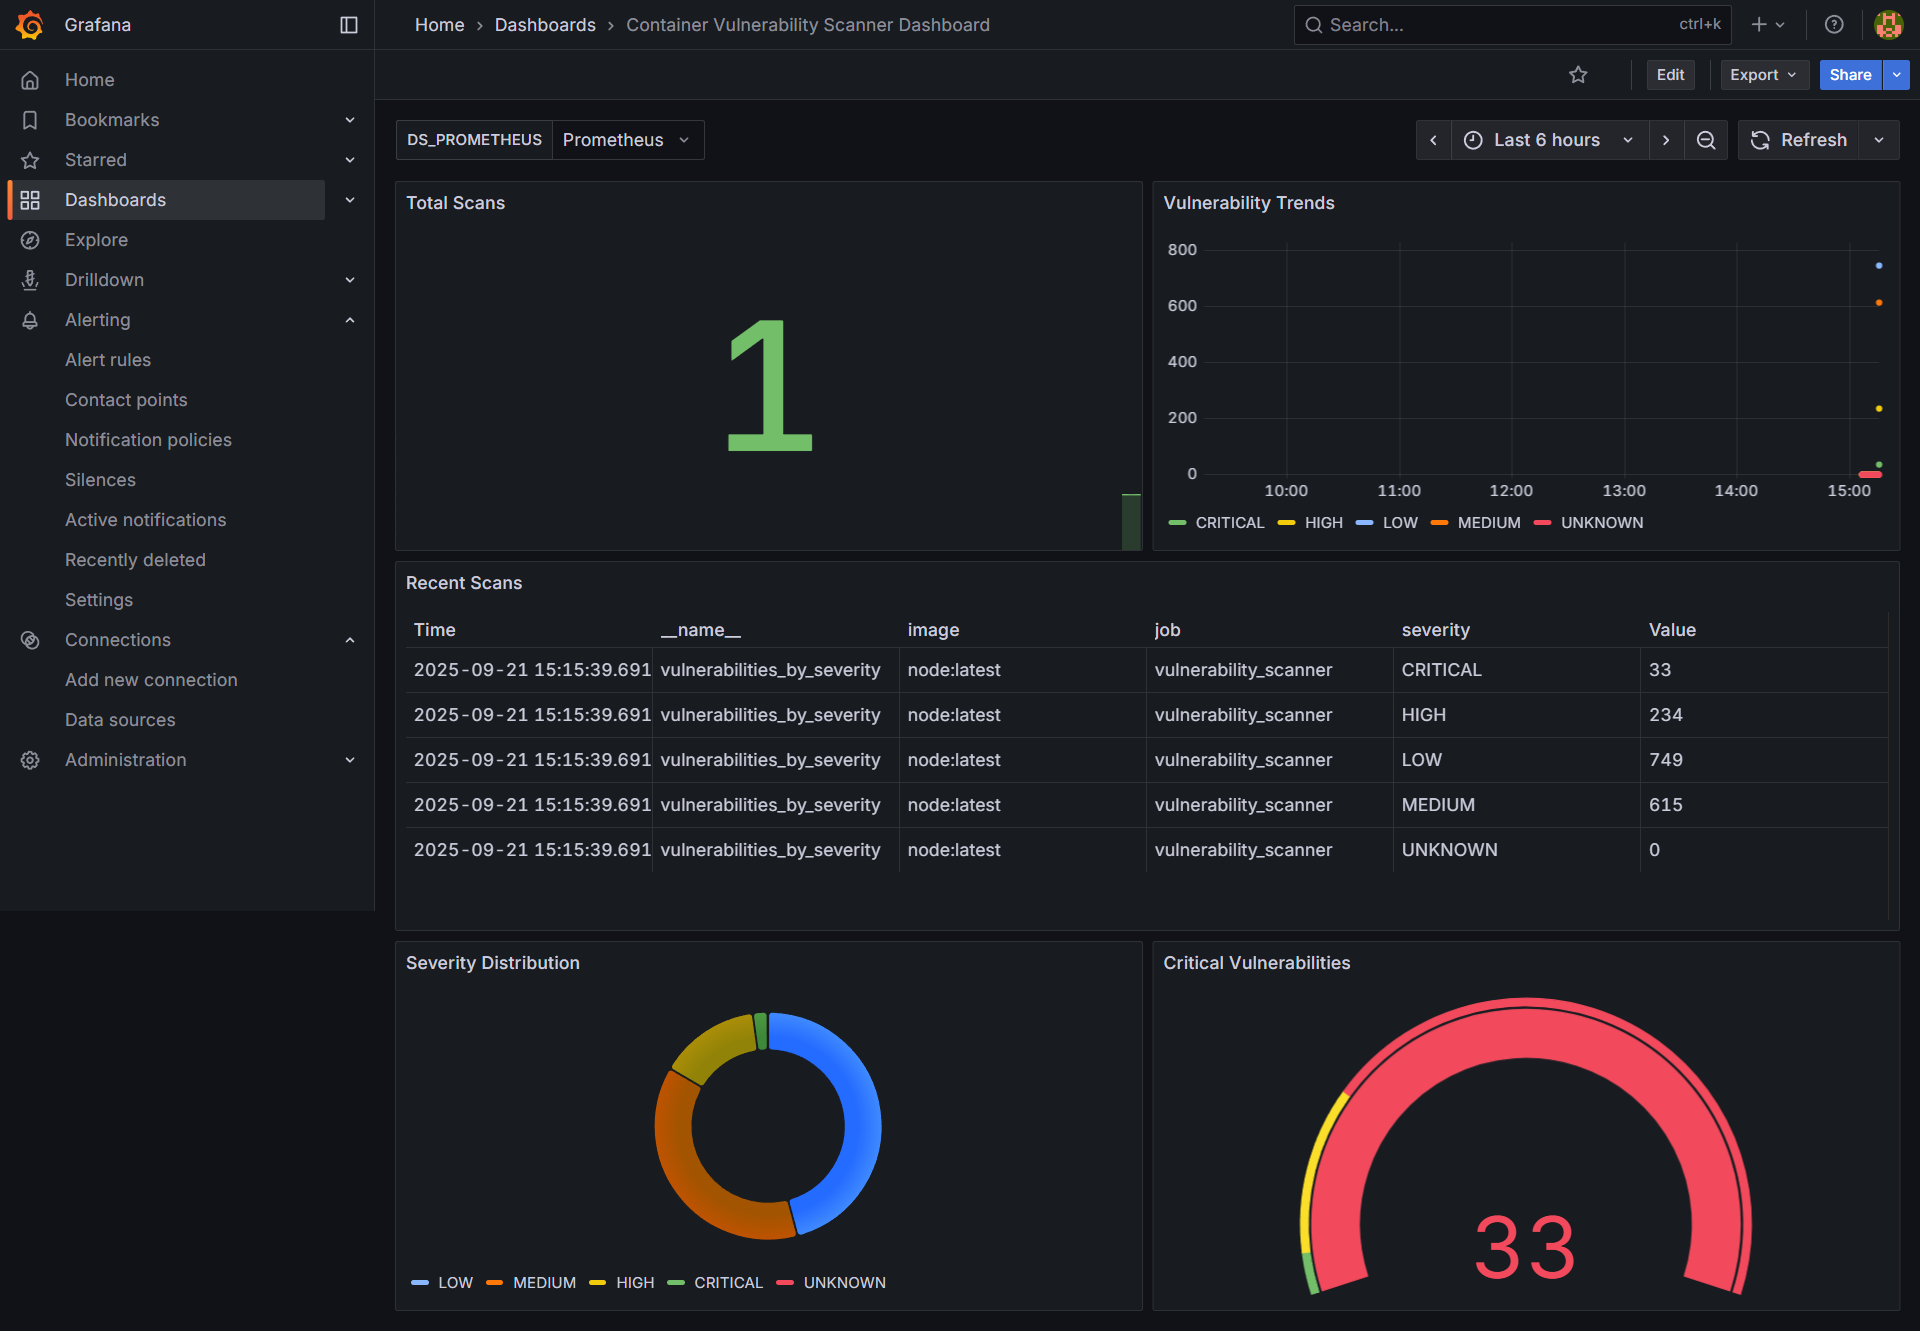 Grafana
Home › Dashboards › Container Vulnerability Scanner Dashboard
Search... ctrl+k
Edit Export Share
Home
Bookmarks
Starred
Dashboards
Explore
Drilldown
Alerting
Alert rules
Contact points
Notification policies
Silences
Active notifications
Recently deleted
Settings
Connections
Add new connection
Data sources
Administration
DS_PROMETHEUS Prometheus
Last 6 hours Refresh
Total Scans
1
Vulnerability Trends
800
600
400
200
0
10:00 11:00 12:00 13:00 14:00 15:00
CRITICAL HIGH LOW MEDIUM UNKNOWN
Recent Scans
Time __name__ image job severity Value
2025-09-21 15:15:39.691 vulnerabilities_by_severity node:latest vulnerability_scanner CRITICAL 33
2025-09-21 15:15:39.691 vulnerabilities_by_severity node:latest vulnerability_scanner HIGH 234
2025-09-21 15:15:39.691 vulnerabilities_by_severity node:latest vulnerability_scanner LOW 749
2025-09-21 15:15:39.691 vulnerabilities_by_severity node:latest vulnerability_scanner MEDIUM 615
2025-09-21 15:15:39.691 vulnerabilities_by_severity node:latest vulnerability_scanner UNKNOWN 0
Severity Distribution
LOW MEDIUM HIGH CRITICAL UNKNOWN
Critical Vulnerabilities
33